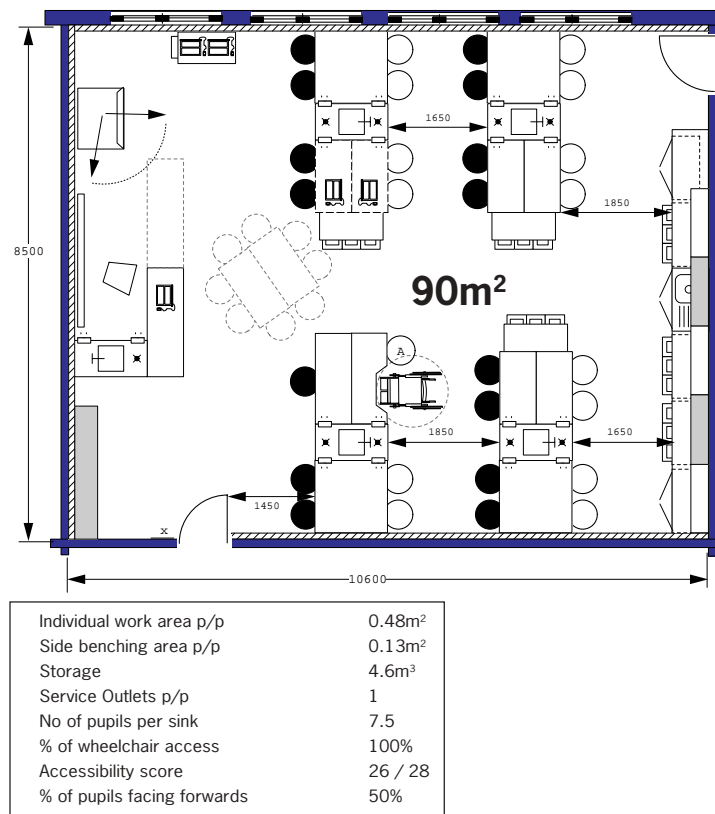 1650
1850
8500
90m²
A
1850
1650
1450
x
10600
Individual work area p/p 0.48m²
Side benching area p/p 0.13m²
Storage 4.6m³
Service Outlets p/p 1
No of pupils per sink 7.5
% of wheelchair access 100%
Accessibility score 26 / 28
% of pupils facing forwards 50%